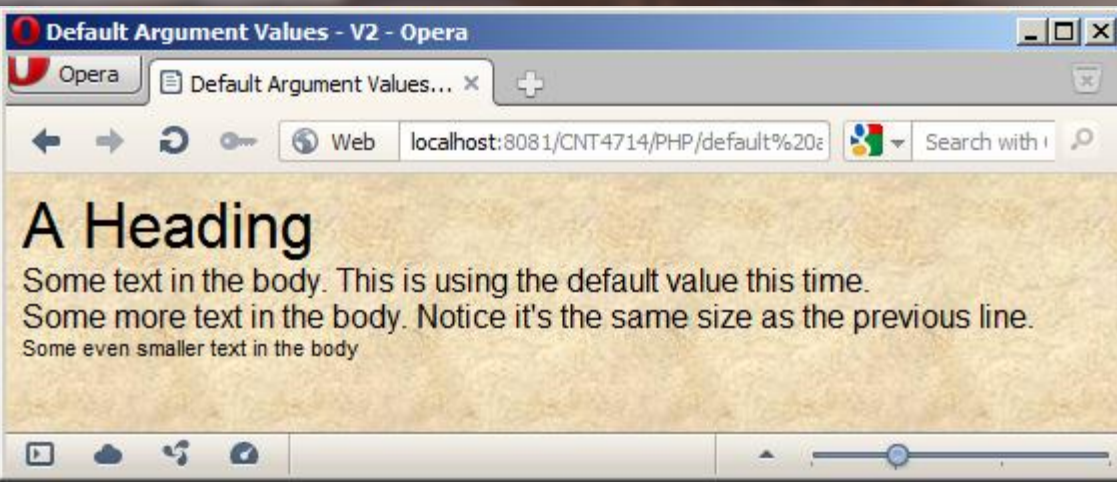 Default Argument Values - V2 - Opera
Opera
Default Argument Values...
Web
localhost:8081/CNT4714/PHP/default%20a
Search with
A Heading
Some text in the body. This is using the default value this time.
Some more text in the body. Notice it's the same size as the previous line.
Some even smaller text in the body